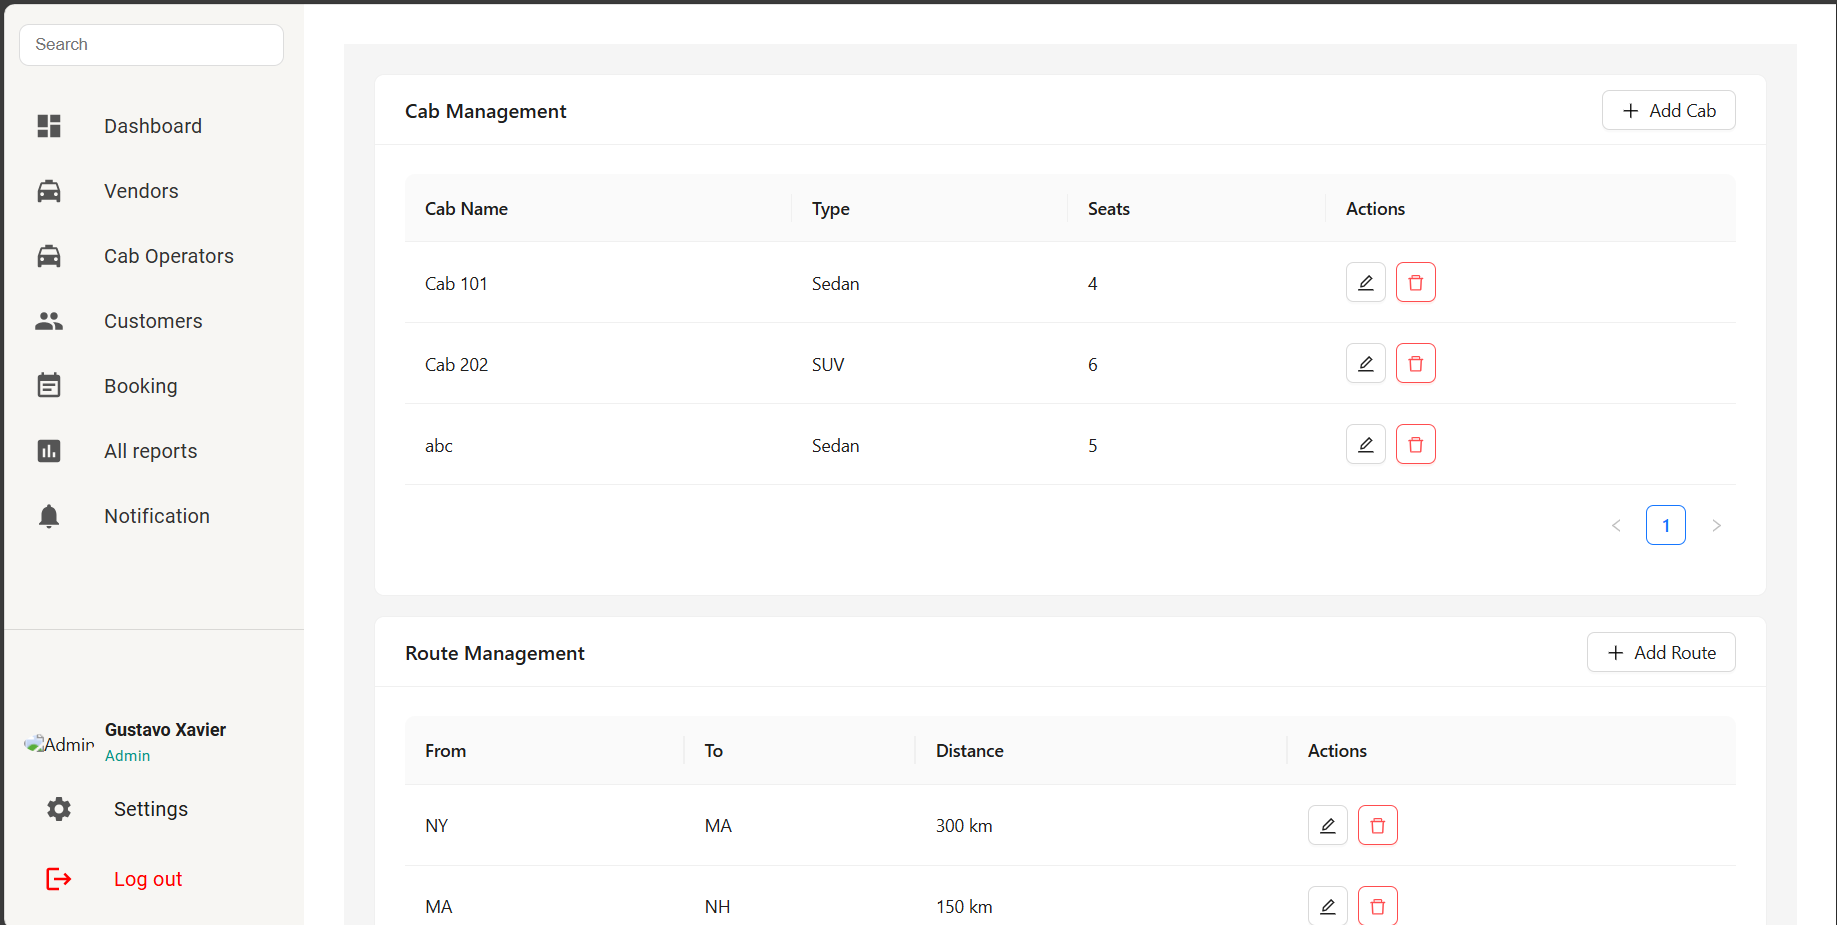 Search
Dashboard
Vendors
Cab Operators
Customers
Booking
All reports
Notification
Admin
Gustavo Xavier
Admin
Settings
Log out
Cab Management
Add Cab
Cab Name Type Seats Actions
Cab 101 Sedan 4
Cab 202 SUV 6
abc Sedan 5
1
Route Management
Add Route
From To Distance Actions
NY MA 300 km
MA NH 150 km